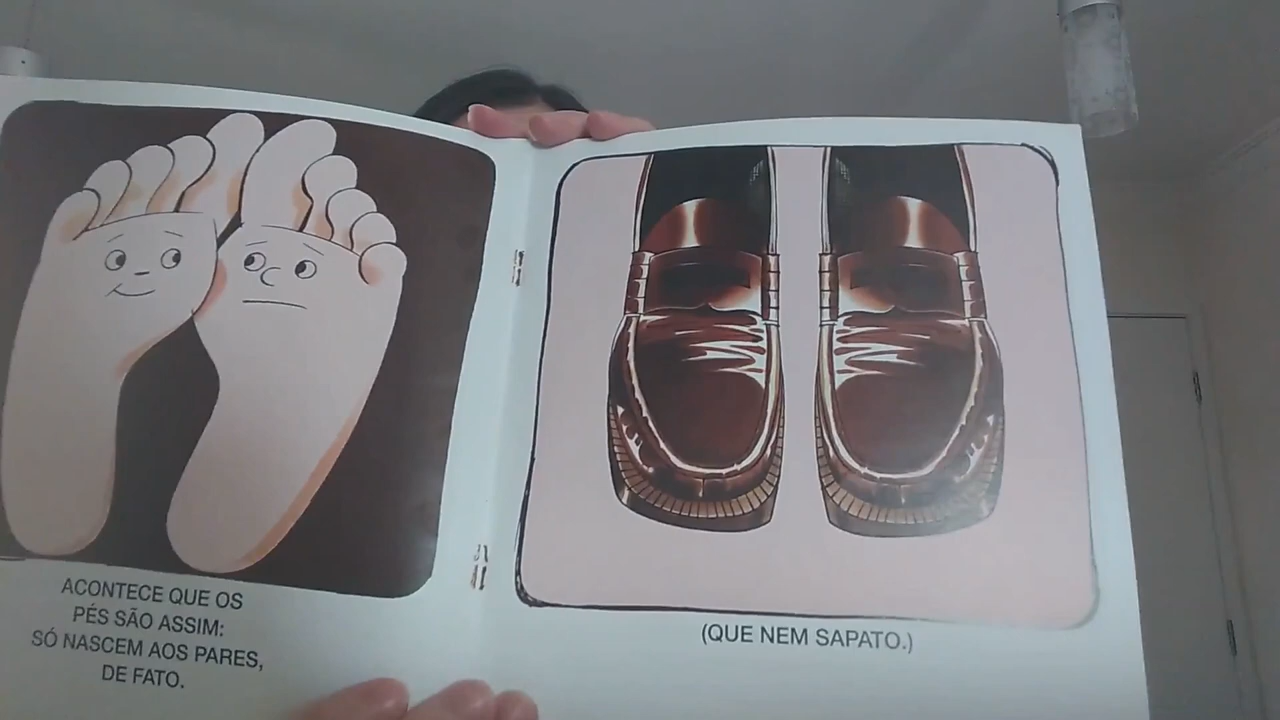 ACONTECE QUE OS
PÉS SÃO ASSIM:
SÓ NASCEM AOS PARES,
DE FATO.
(QUE NEM SAPATO.)